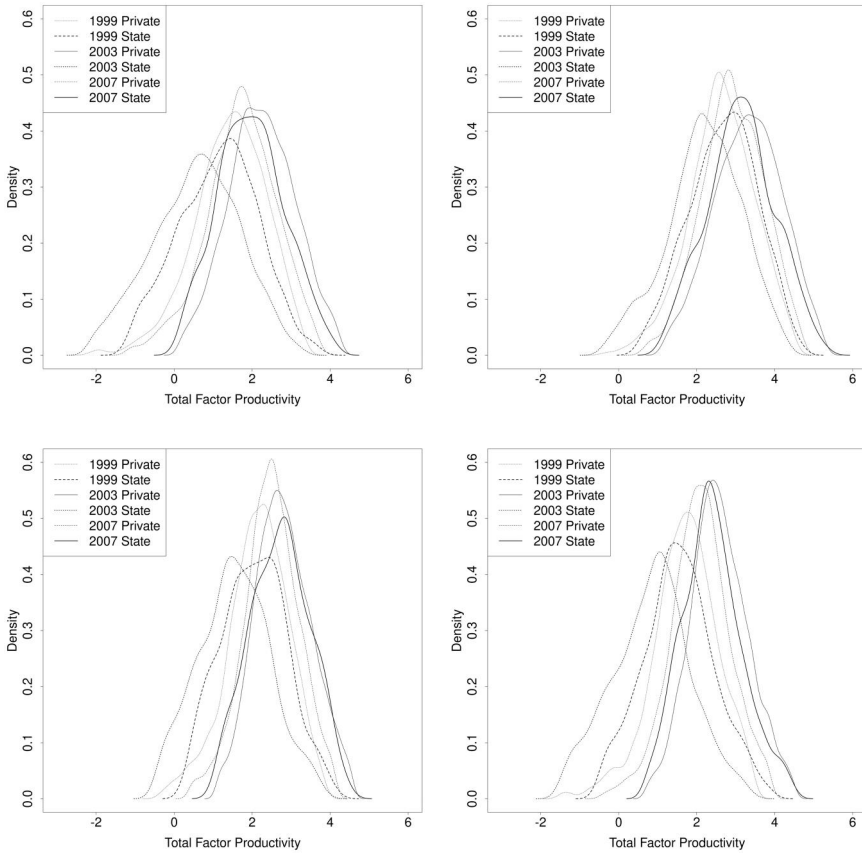 1999 Private
1999 State
2003 Private
2003 State
2007 Private
2007 State
Density
0.0 0.1 0.2 0.3 0.4 0.5 0.6
-2 0 2 4 6
Total Factor Productivity
1999 Private
1999 State
2003 Private
2003 State
2007 Private
2007 State
Density
0.0 0.1 0.2 0.3 0.4 0.5 0.6
-2 0 2 4 6
Total Factor Productivity
1999 Private
1999 State
2003 Private
2003 State
2007 Private
2007 State
Density
0.0 0.1 0.2 0.3 0.4 0.5 0.6
-2 0 2 4 6
Total Factor Productivity
1999 Private
1999 State
2003 Private
2003 State
2007 Private
2007 State
Density
0.0 0.1 0.2 0.3 0.4 0.5 0.6
-2 0 2 4 6
Total Factor Productivity